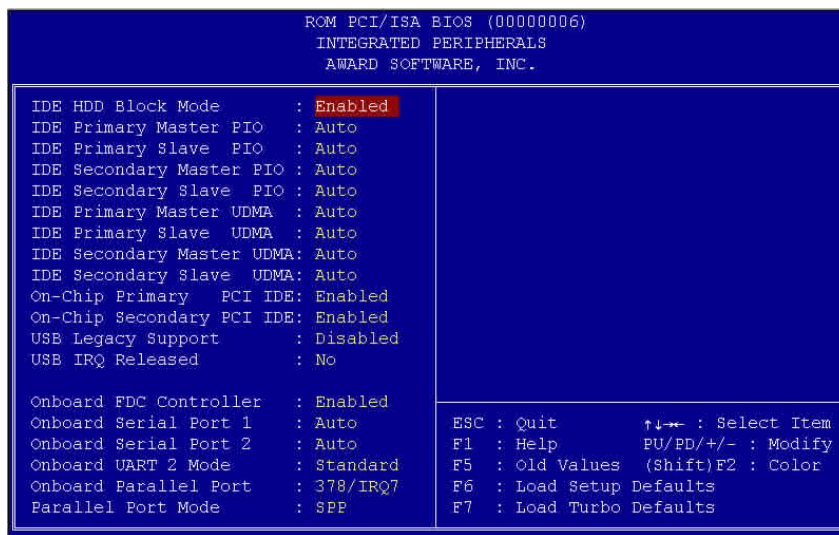 ROM PCI/ISA BIOS (00000006)
INTEGRATED PERIPHERALS
AWARD SOFTWARE, INC.
IDE HDD Block Mode : Enabled
IDE Primary Master PIO : Auto
IDE Primary Slave PIO : Auto
IDE Secondary Master PIO : Auto
IDE Secondary Slave PIO : Auto
IDE Primary Master UDMA : Auto
IDE Primary Slave UDMA : Auto
IDE Secondary Master UDMA: Auto
IDE Secondary Slave UDMA: Auto
On-Chip Primary PCI IDE: Enabled
On-Chip Secondary PCI IDE: Enabled
USB Legacy Support : Disabled
USB IRQ Released : No
Onboard FDC Controller : Enabled
Onboard Serial Port 1 : Auto
Onboard Serial Port 2 : Auto
Onboard UART 2 Mode : Standard
Onboard Parallel Port : 378/IRQ7
Parallel Port Mode : SPP
ESC : Quit ↑↓→← : Select Item
F1 : Help PU/PD/+/- : Modify
F5 : Old Values (Shift)F2 : Color
F6 : Load Setup Defaults
F7 : Load Turbo Defaults